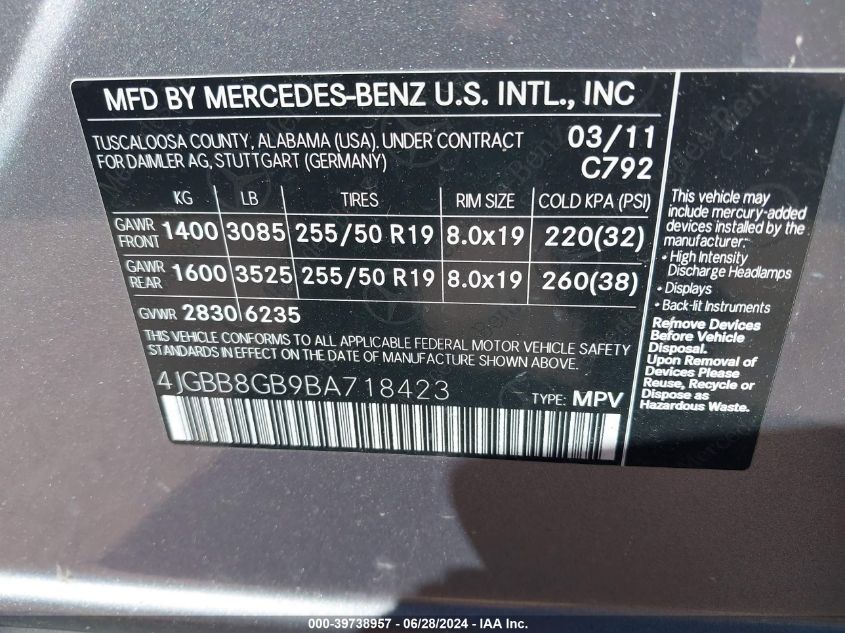 MFD BY MERCEDES-BENZ U.S. INTL., INC
TUSCALOOSA COUNTY, ALABAMA (USA). UNDER CONTRACT
FOR DAIMLER AG, STUTTGART (GERMANY)
03/11
C792
KG LB TIRES RIM SIZE COLD KPA (PSI)
GAWR FRONT 1400 3085 255/50 R19 8.0x19 220(32)
GAWR REAR 1600 3525 255/50 R19 8.0x19 260(38)
GVWR 2830 6235
THIS VEHICLE CONFORMS TO ALL APPLICABLE FEDERAL MOTOR VEHICLE SAFETY
STANDARDS IN EFFECT ON THE DATE OF MANUFACTURE SHOWN ABOVE.
4JGBB8GB9BA718423
TYPE: MPV
This vehicle may
include mercury-added
devices installed by the
manufacturer:
• High Intensity
Discharge Headlamps
• Displays
• Back-lit Instruments
Remove Devices
Before Vehicle
Disposal.
Upon Removal of
Devices Please
Reuse, Recycle or
Dispose as
Hazardous Waste.
000-39738957 / 06/28/2024 / © IAA Inc.